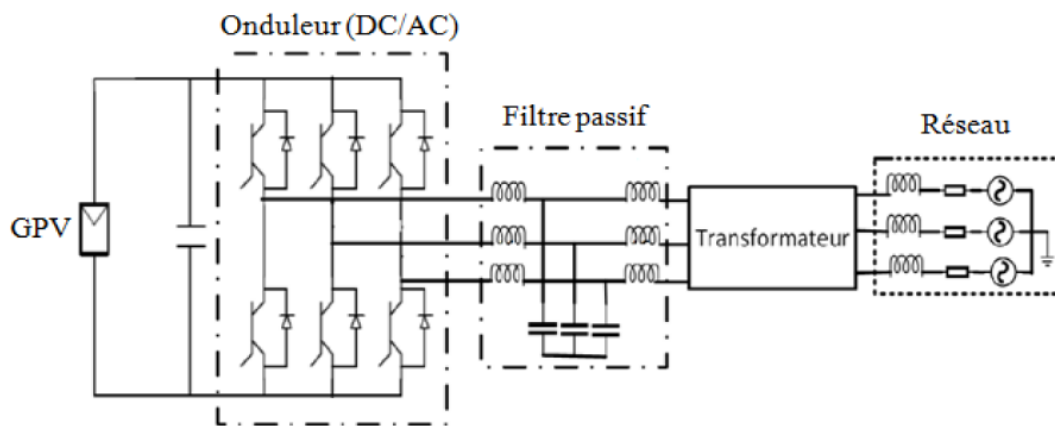 Onduleur (DC/AC)
Filtre passif
Réseau
GPV
Transformateur